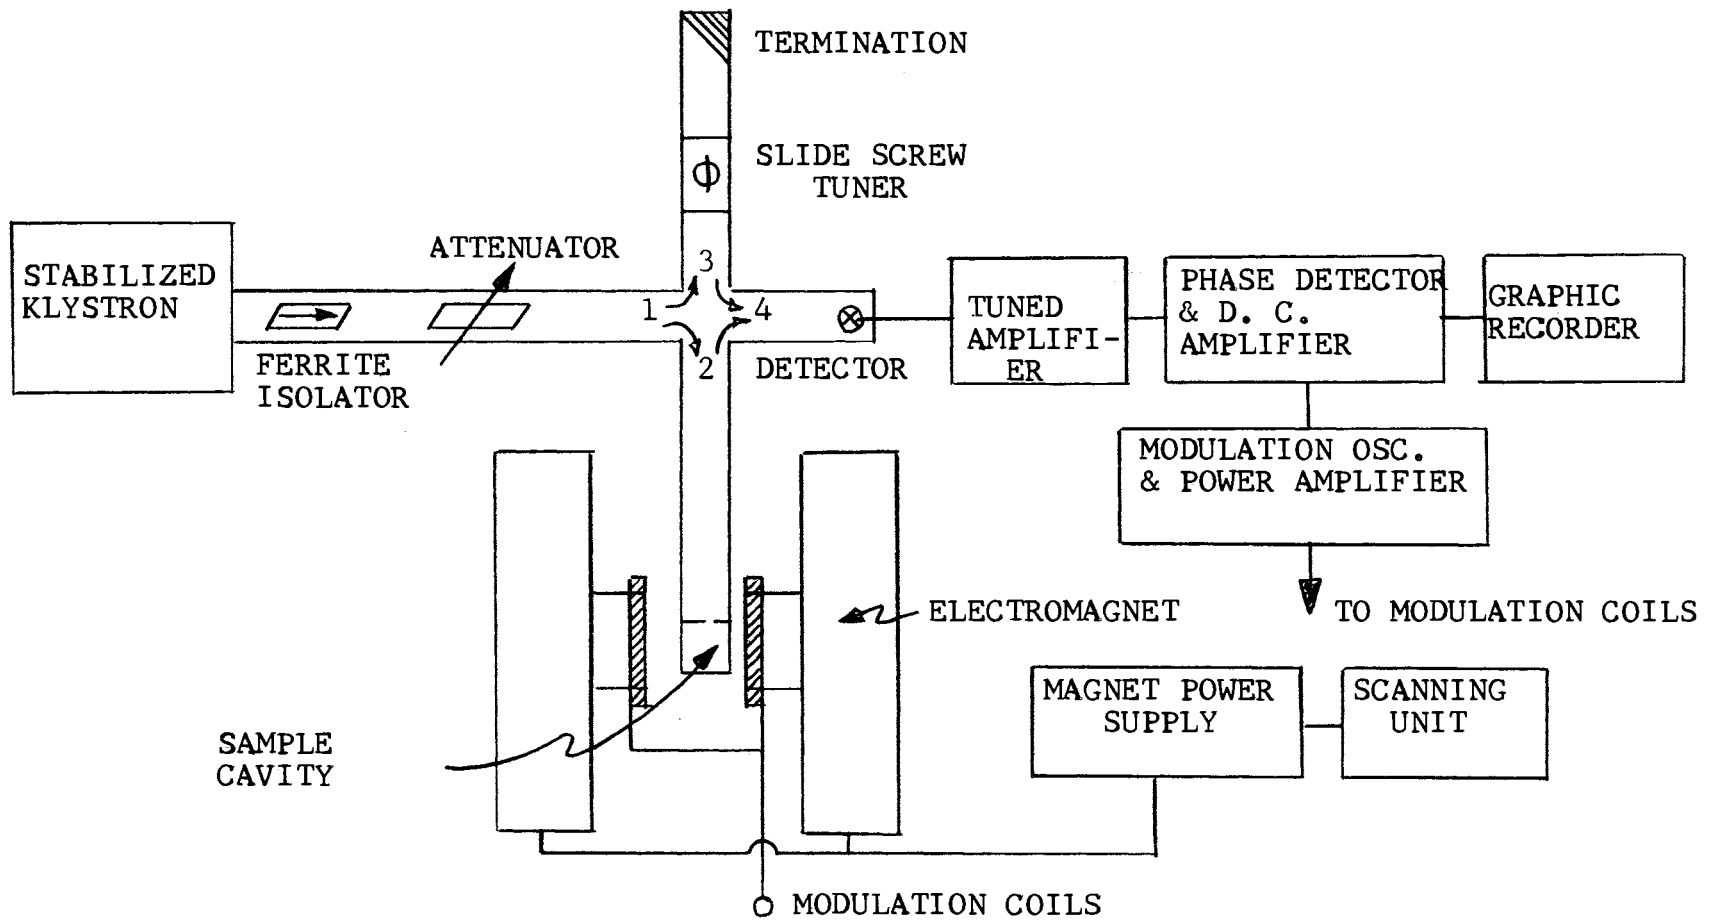 TERMINATION
SLIDE SCREW
TUNER
STABILIZED
KLYSTRON
ATTENUATOR
FERRITE
ISOLATOR
1
3
4
2
DETECTOR
TUNED
AMPLIFI-
ER
PHASE DETECTOR
& D. C.
AMPLIFIER
GRAPHIC
RECORDER
MODULATION OSC.
& POWER AMPLIFIER
TO MODULATION COILS
ELECTROMAGNET
SAMPLE
CAVITY
MAGNET POWER
SUPPLY
SCANNING
UNIT
MODULATION COILS